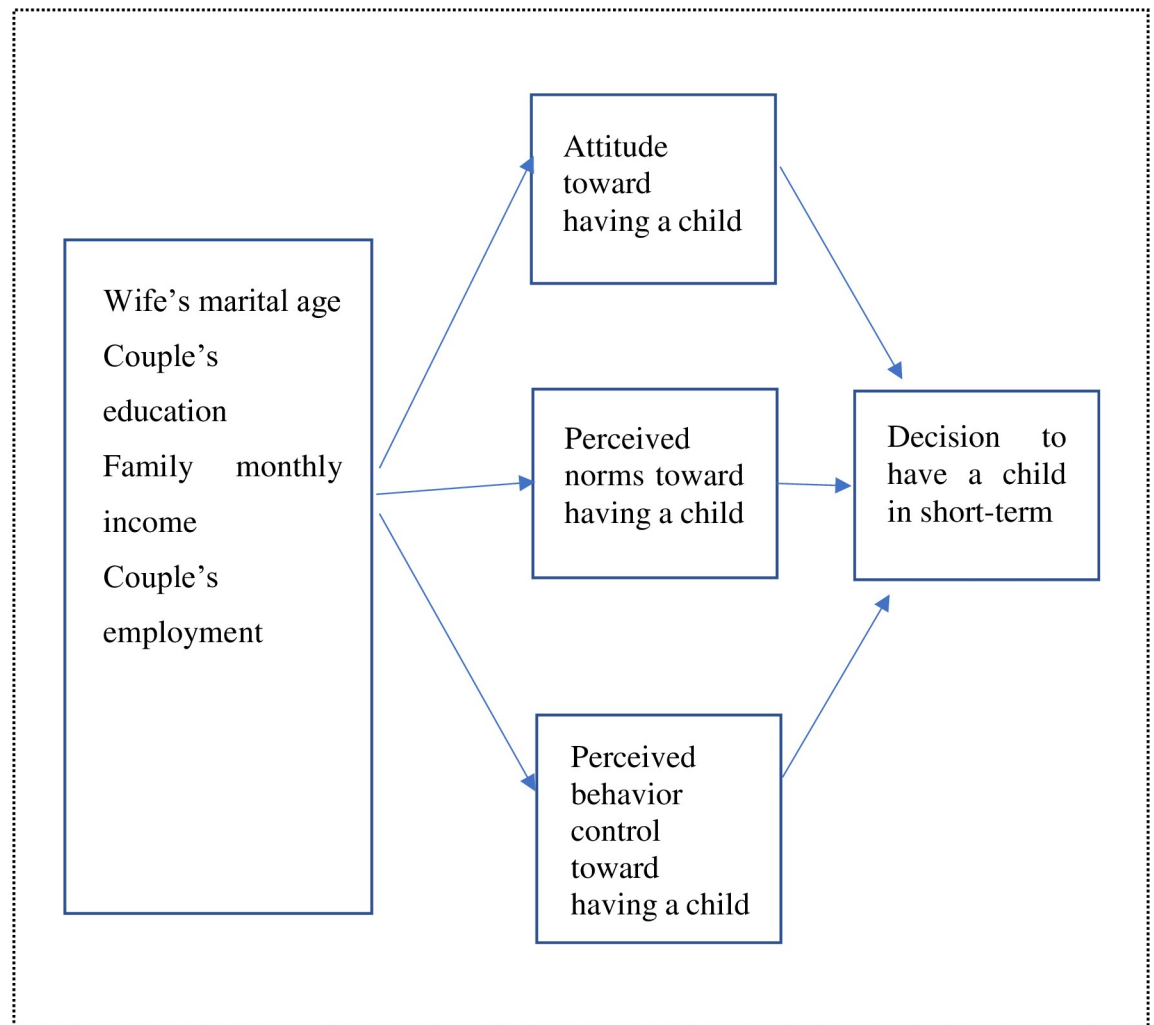 Wife’s marital age
Couple’s
education
Family monthly
income
Couple’s
employment
Attitude
toward
having a child
Perceived
norms toward
having a child
Perceived
behavior
control
toward
having a child
Decision to
have a child
in short-term